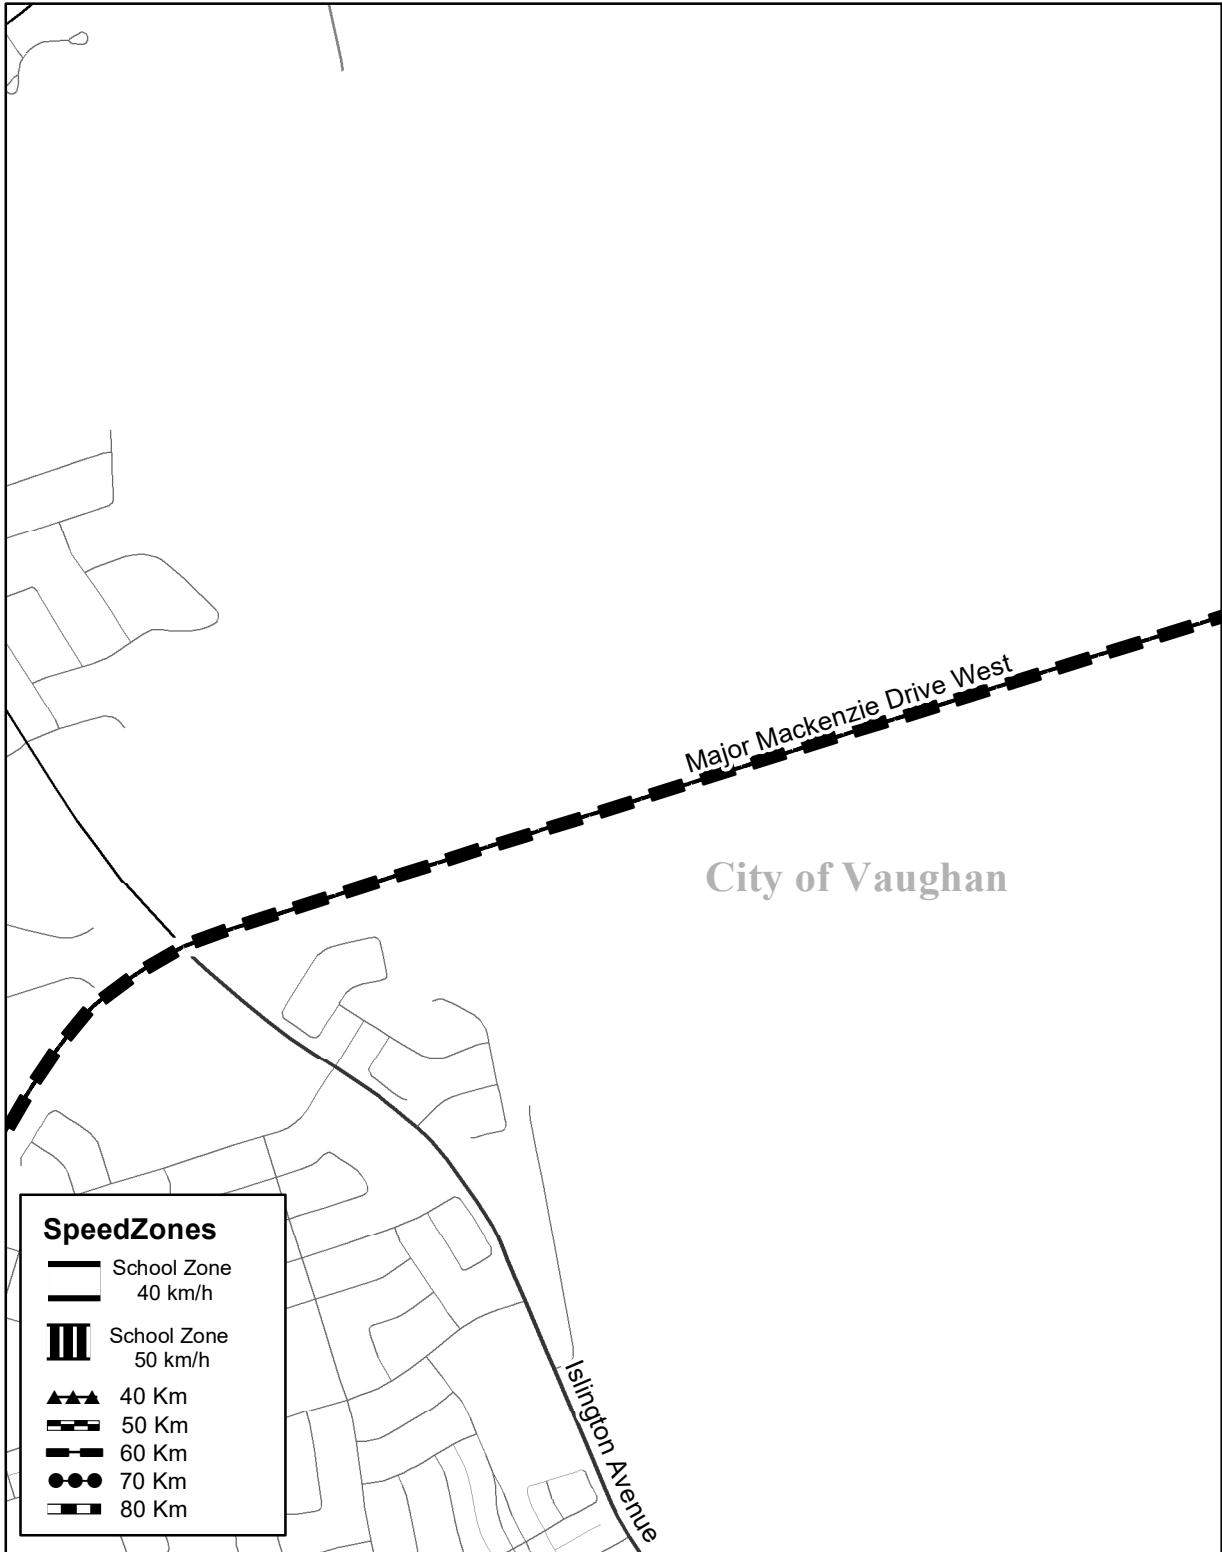 Major Mackenzie Drive West
City of Vaughan
Islington Avenue
SpeedZones
School Zone
40 km/h
School Zone
50 km/h
40 Km
50 Km
60 Km
70 Km
80 Km